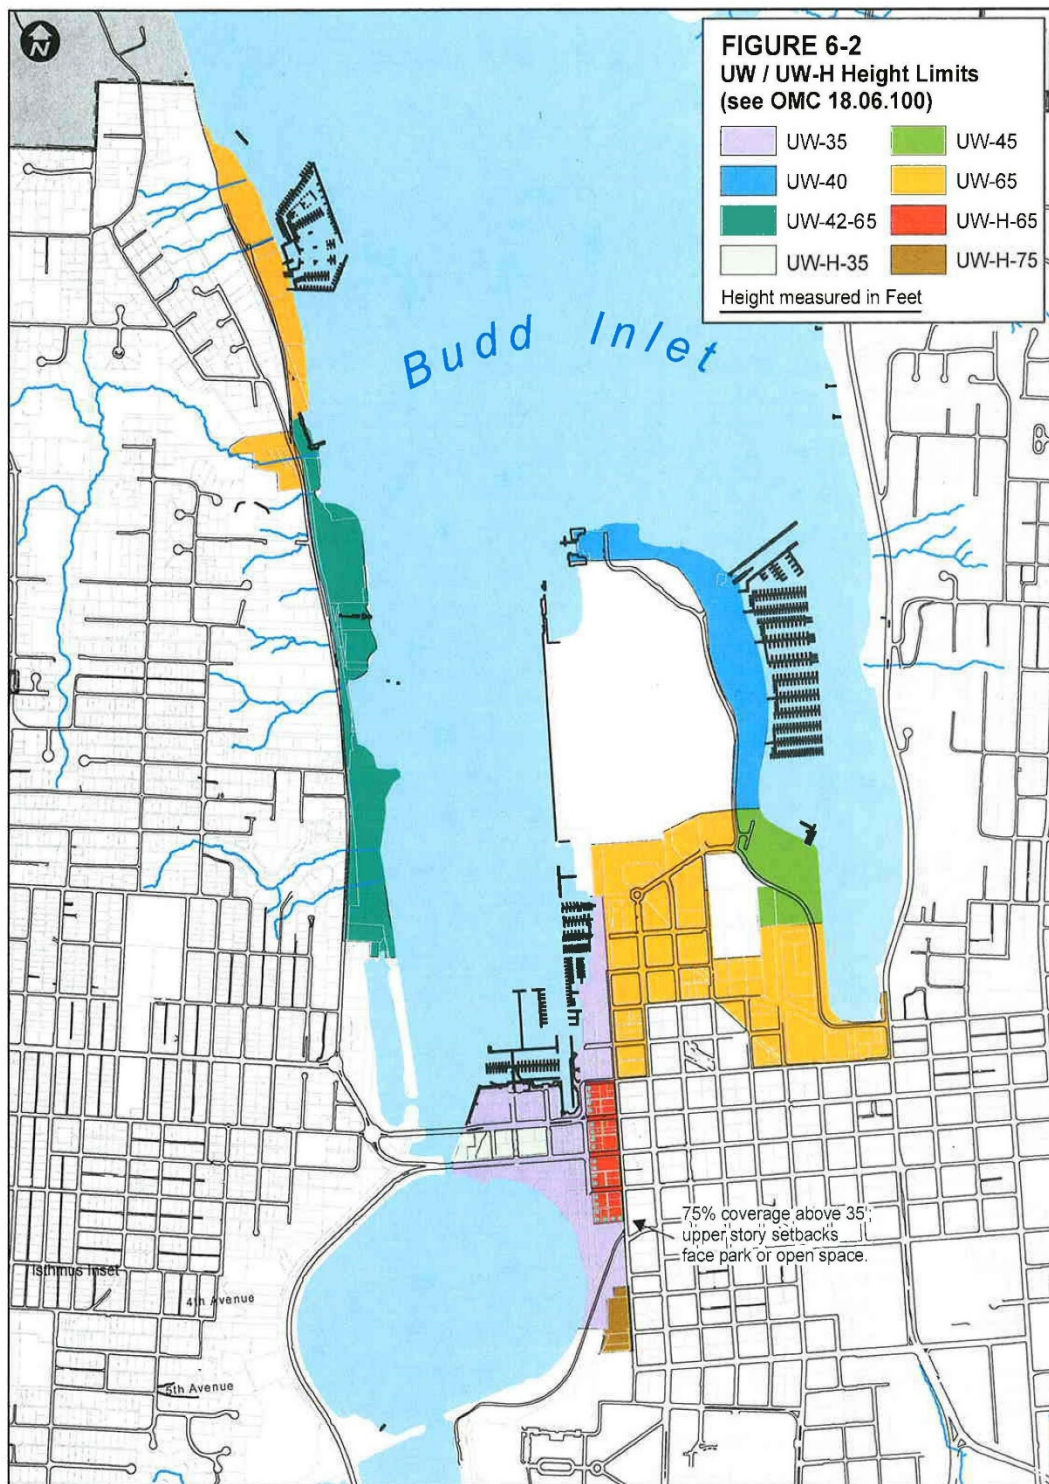 N
FIGURE 6-2
UW / UW-H Height Limits
(see OMC 18.06.100)
UW-35
UW-45
UW-40
UW-65
UW-42-65
UW-H-65
UW-H-35
UW-H-75
Height measured in Feet
Budd Inlet
75% coverage above 35';
upper story setbacks
face park or open space.
Isthmus Inset
4th Avenue
5th Avenue